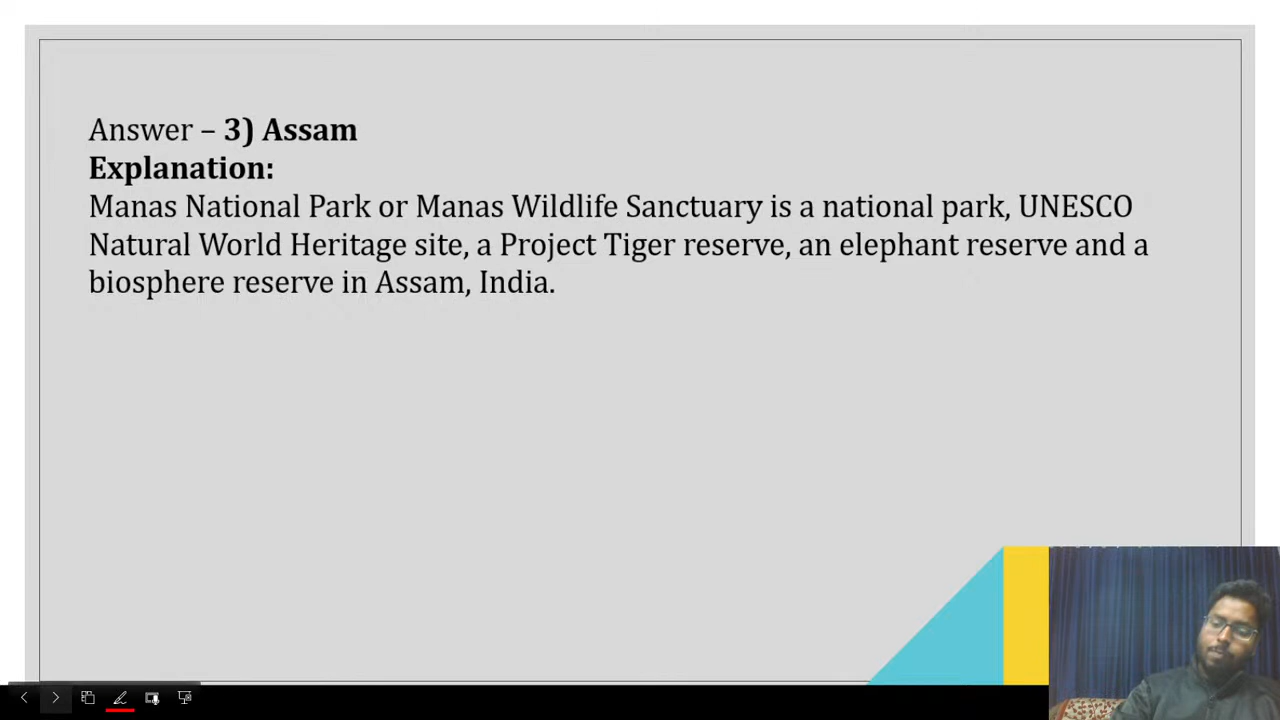 Answer – 3) Assam
Explanation:
Manas National Park or Manas Wildlife Sanctuary is a national park, UNESCO
Natural World Heritage site, a Project Tiger reserve, an elephant reserve and a
biosphere reserve in Assam, India.